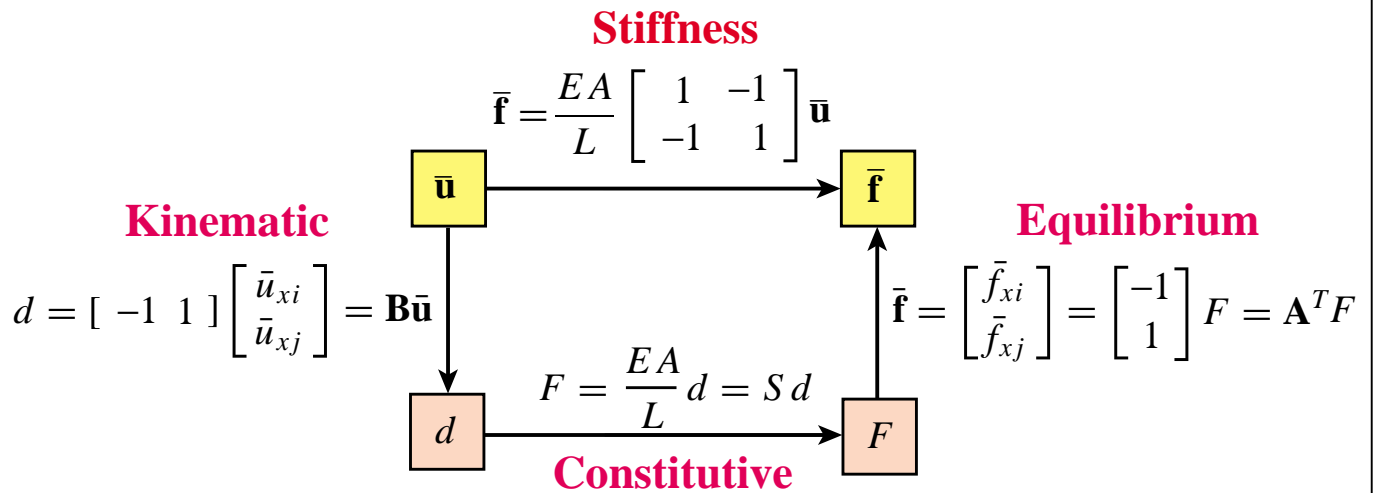 Stiffness
f̄ = EA/L [ 1 −1 ; −1 1 ] ū
ū
f̄
Kinematic
d = [ −1 1 ] [ ū_xi ; ū_xj ] = Bū
Equilibrium
f̄ = [ f̄_xi ; f̄_xj ] = [ −1 ; 1 ] F = A^T F
F = EA/L d = S d
d
F
Constitutive